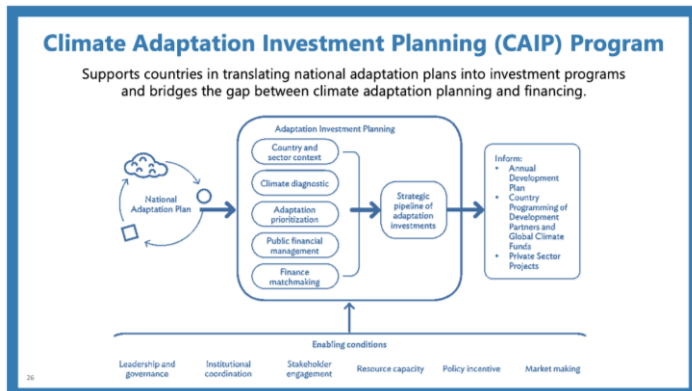 Climate Adaptation Investment Planning (CAIP) Program
Supports countries in translating national adaptation plans into investment programs
and bridges the gap between climate adaptation planning and financing.
National
Adaptation Plan
Adaptation Investment Planning
Country and
sector context
Climate diagnostic
Adaptation
prioritization
Public financial
management
Finance
matchmaking
Strategic
pipeline of
adaptation
investments
Inform:
• Annual
Development
Plan
• Country
Programming of
Development
Partners and
Global Climate
Funds
• Private Sector
Projects
Enabling conditions
Leadership and
governance
Institutional
coordination
Stakeholder
engagement
Resource capacity
Policy incentive
Market making
26